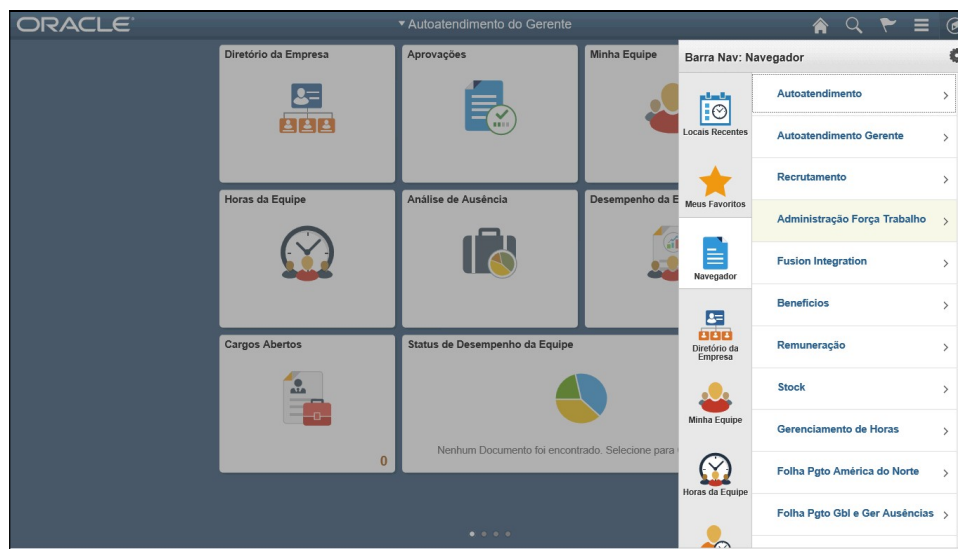 ORACLE
Autoatendimento do Gerente
Diretório da Empresa
Aprovações
Minha Equipe
Horas da Equipe
Análise de Ausência
Desempenho da E
Cargos Abertos
0
Status de Desempenho da Equipe
Nenhum Documento foi encontrado. Selecione para
Barra Nav: Navegador
Locais Recentes
Meus Favoritos
Navegador
Diretório da
Empresa
Minha Equipe
Horas da Equipe
Autoatendimento
Autoatendimento Gerente
Recrutamento
Administração Força Trabalho
Fusion Integration
Benefícios
Remuneração
Stock
Gerenciamento de Horas
Folha Pgto América do Norte
Folha Pgto Gbl e Ger Ausências